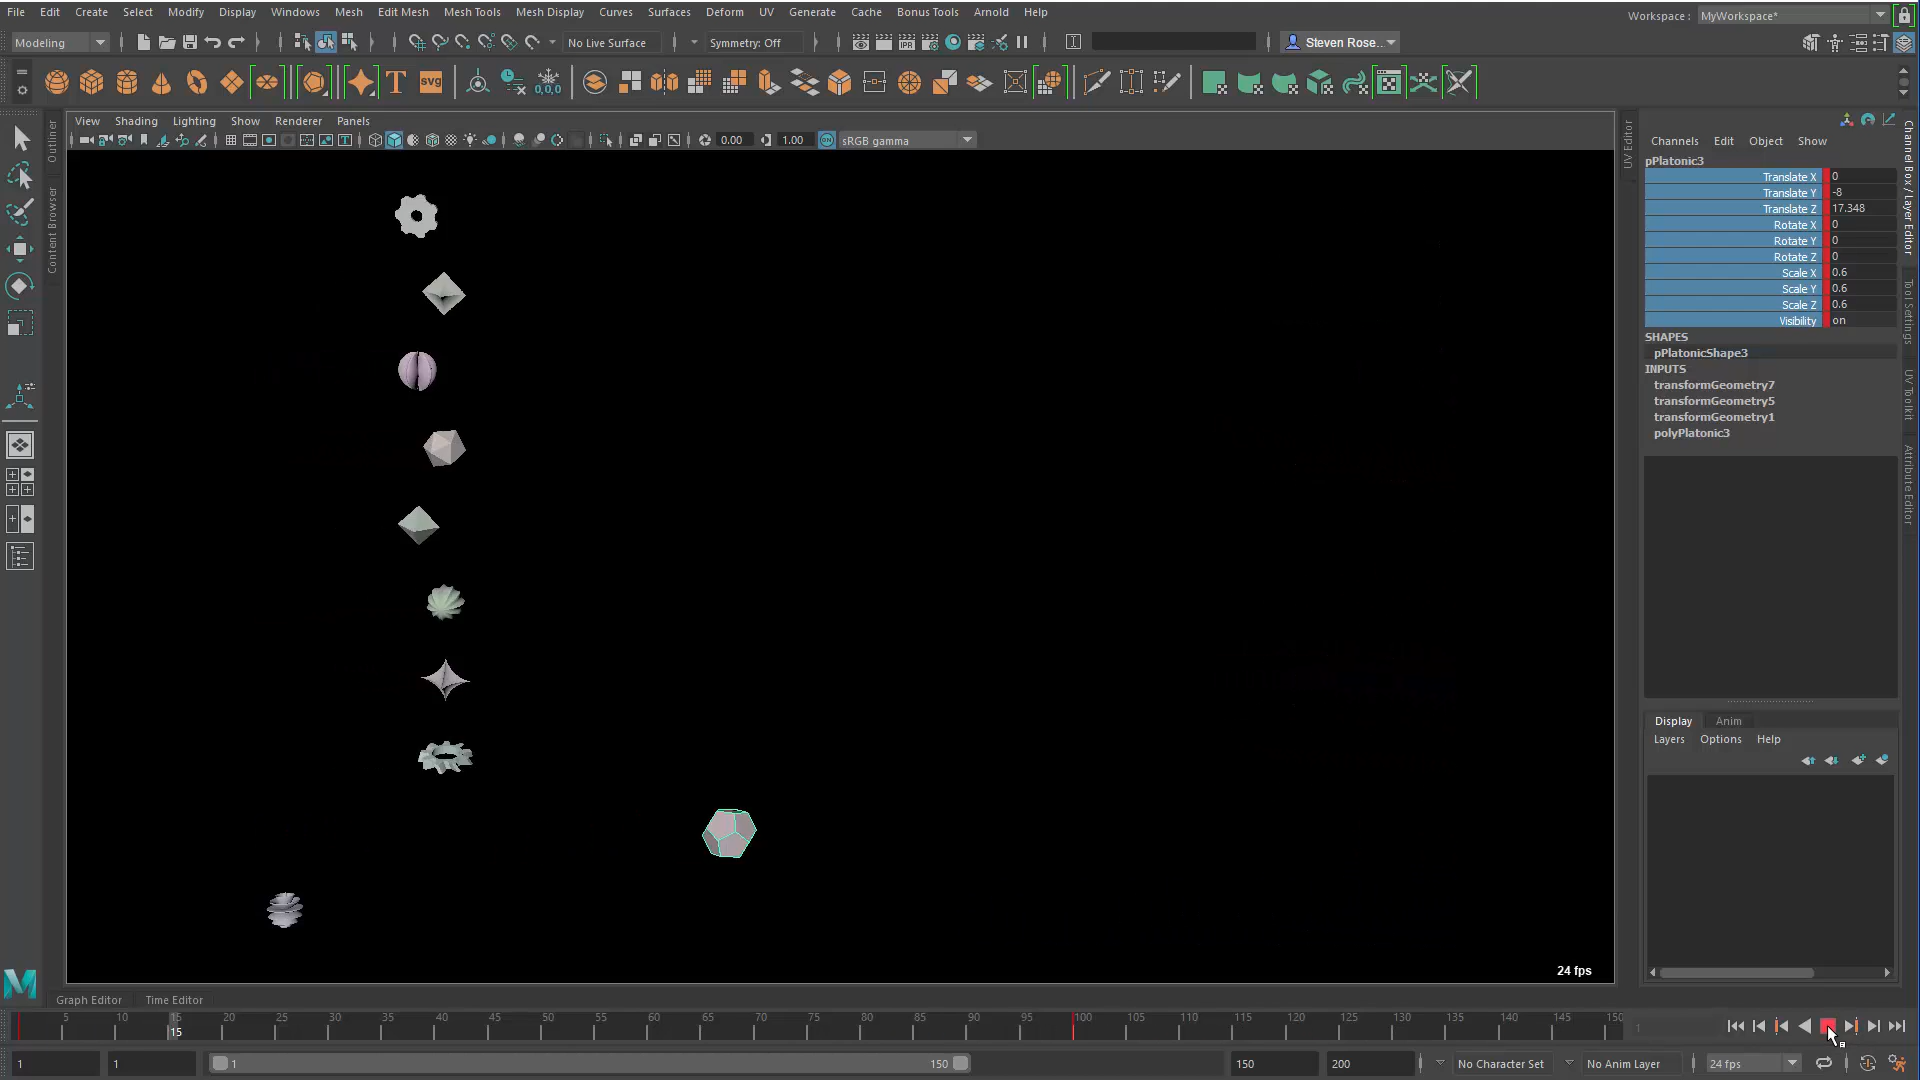 File Edit Create Select Modify Display Windows Mesh Edit Mesh Mesh Tools Mesh Display Curves Surfaces Deform UV Generate Cache Bonus Tools Arnold Help
Workspace : MyWorkspace*
Modeling No Live Surface Symmetry: Off Steven Rose...
IPR
T svg 0,0,0
Outliner
Content Browser
View Shading Lighting Show Renderer Panels
0.00 1.00 ON sRGB gamma
24 fps
UV Editor
Channels Edit Object Show
pPlatonic3
Translate X 0
Translate Y -8
Translate Z 17.348
Rotate X 0
Rotate Y 0
Rotate Z 0
Scale X 0.6
Scale Y 0.6
Scale Z 0.6
Visibility on
SHAPES
pPlatonicShape3
INPUTS
transformGeometry7
transformGeometry5
transformGeometry1
polyPlatonic3
Channel Box / Layer Editor
Tool Settings
UV Toolkit
Attribute Editor
Display Anim
Layers Options Help
M
Graph Editor Time Editor
5 10 15 20 25 30 35 40 45 50 55 60 65 70 75 80 85 90 95 100 105 110 115 120 125 130 135 140 145 150
15
1
1 1 1 150 150 200 No Character Set No Anim Layer 24 fps